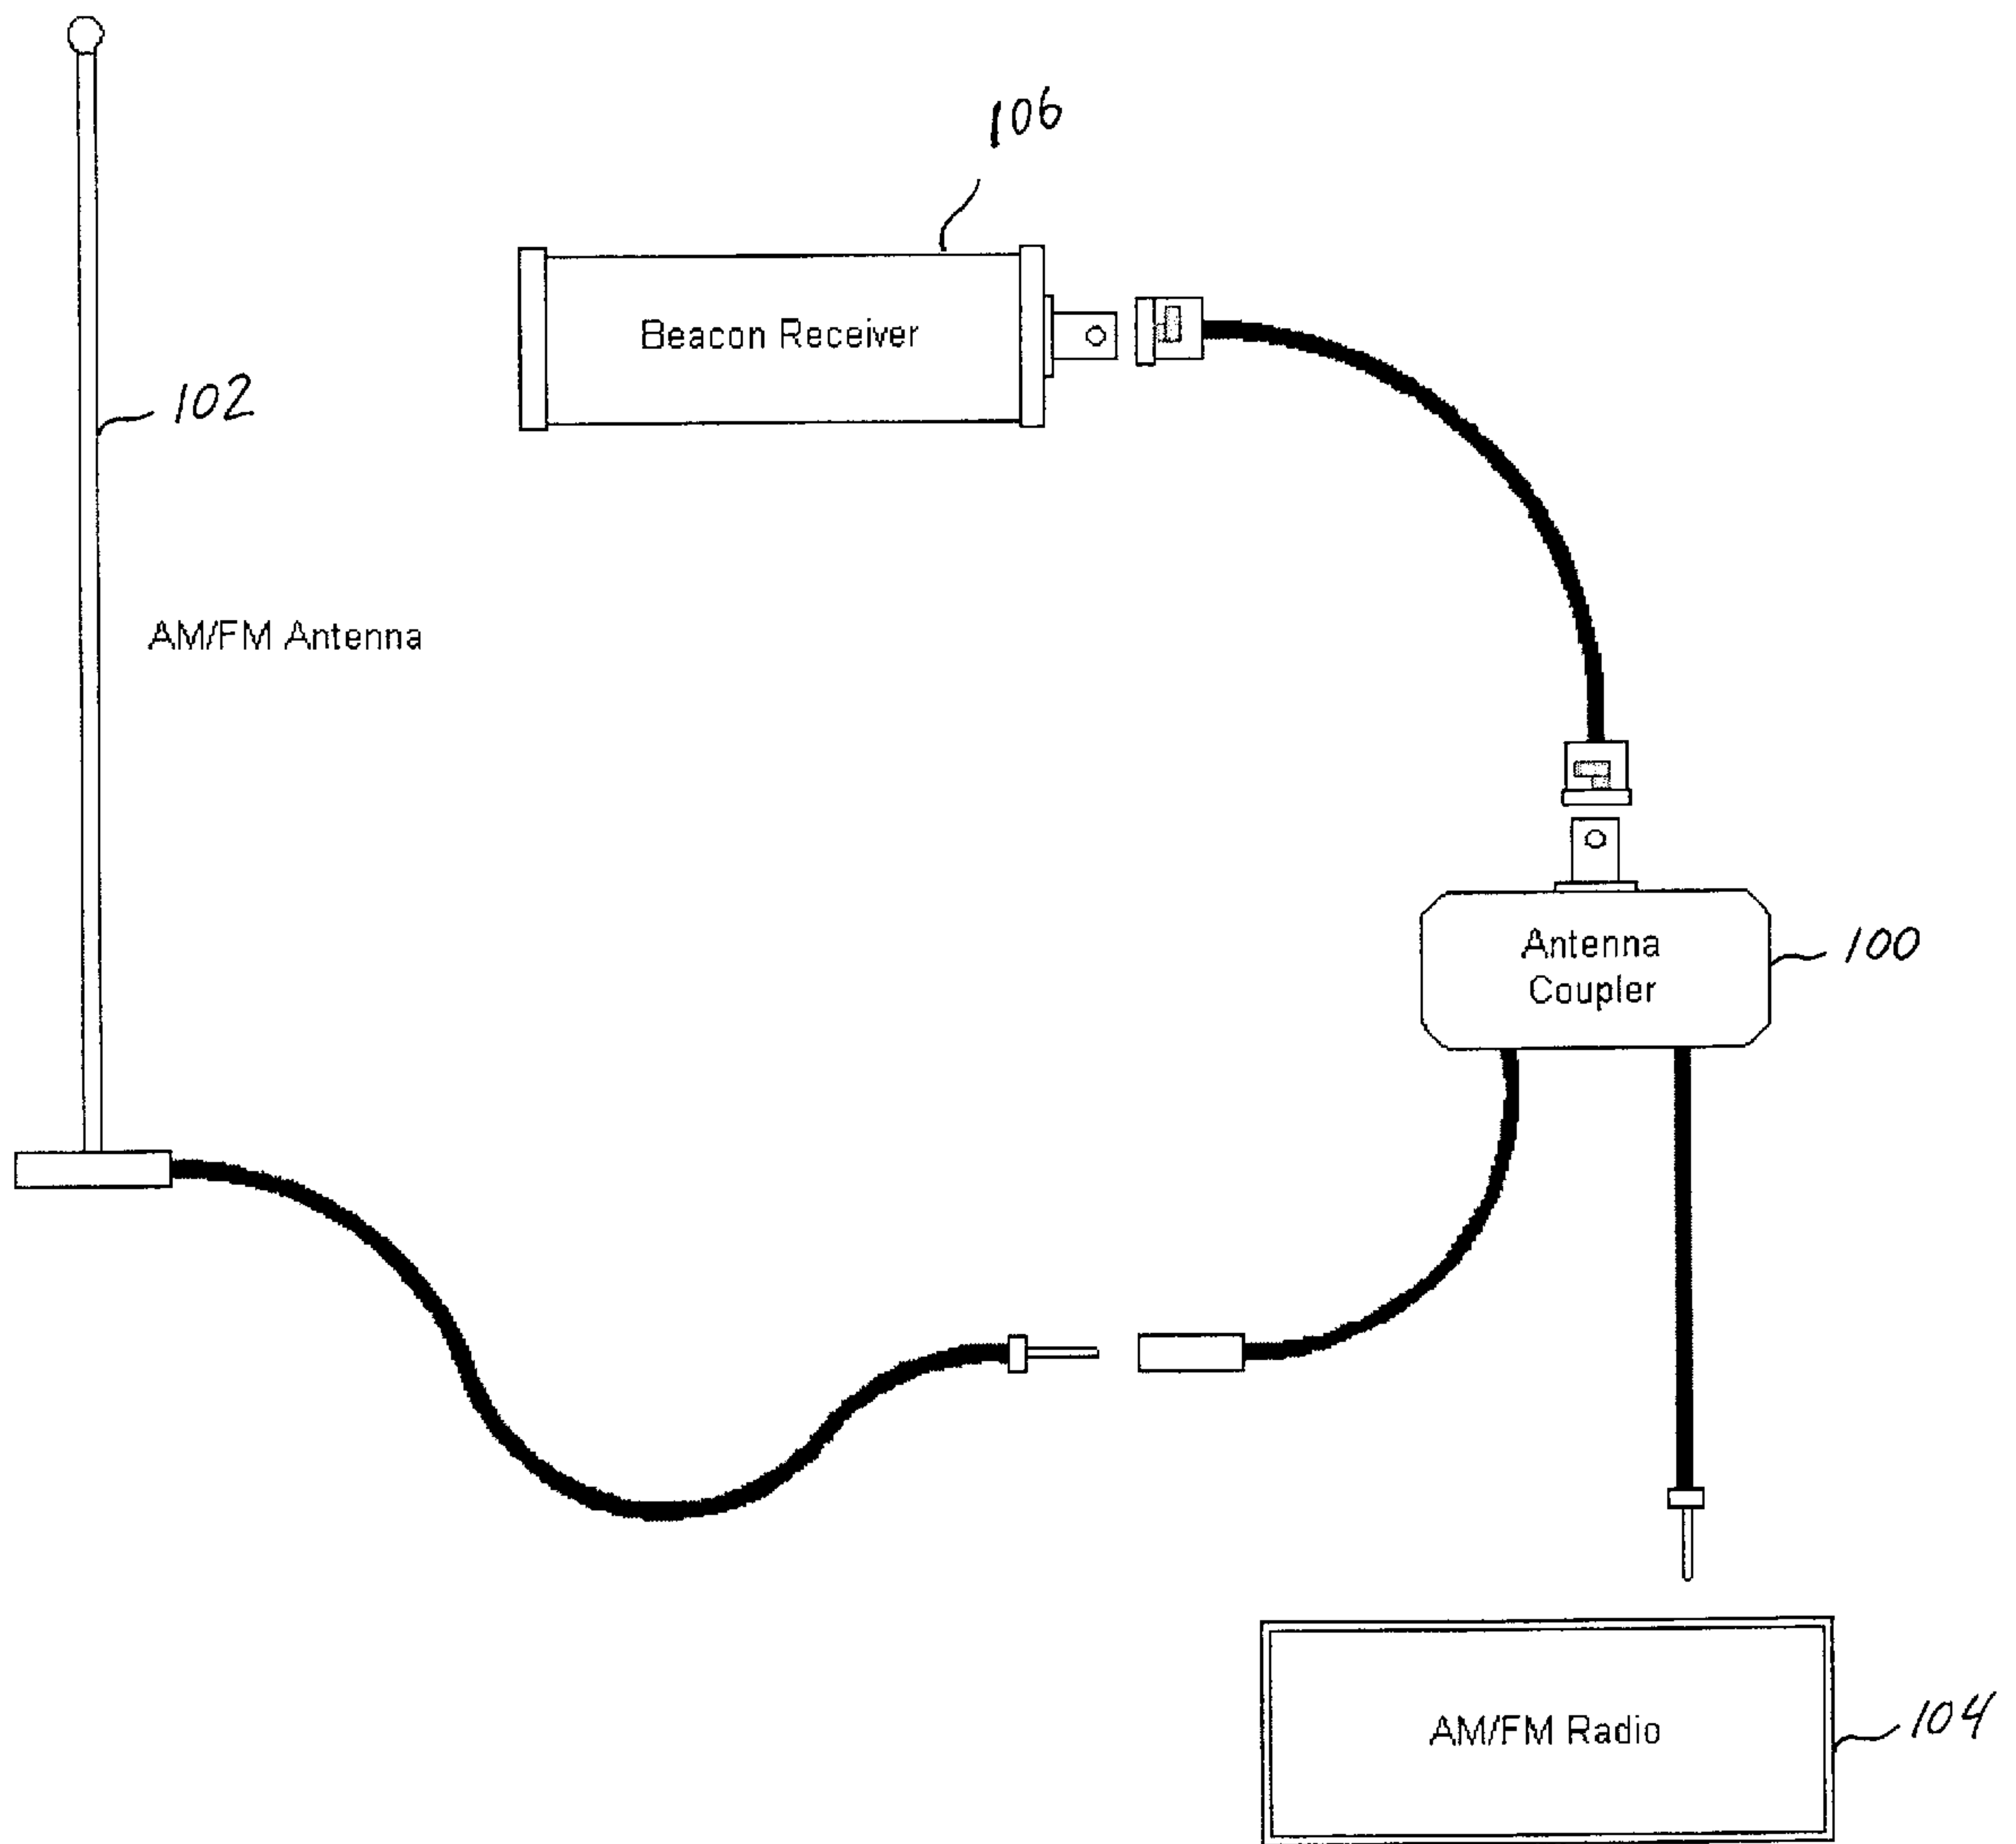 106
Beacon Receiver
102
AM/FM Antenna
Antenna
Coupler
100
AM/FM Radio
104